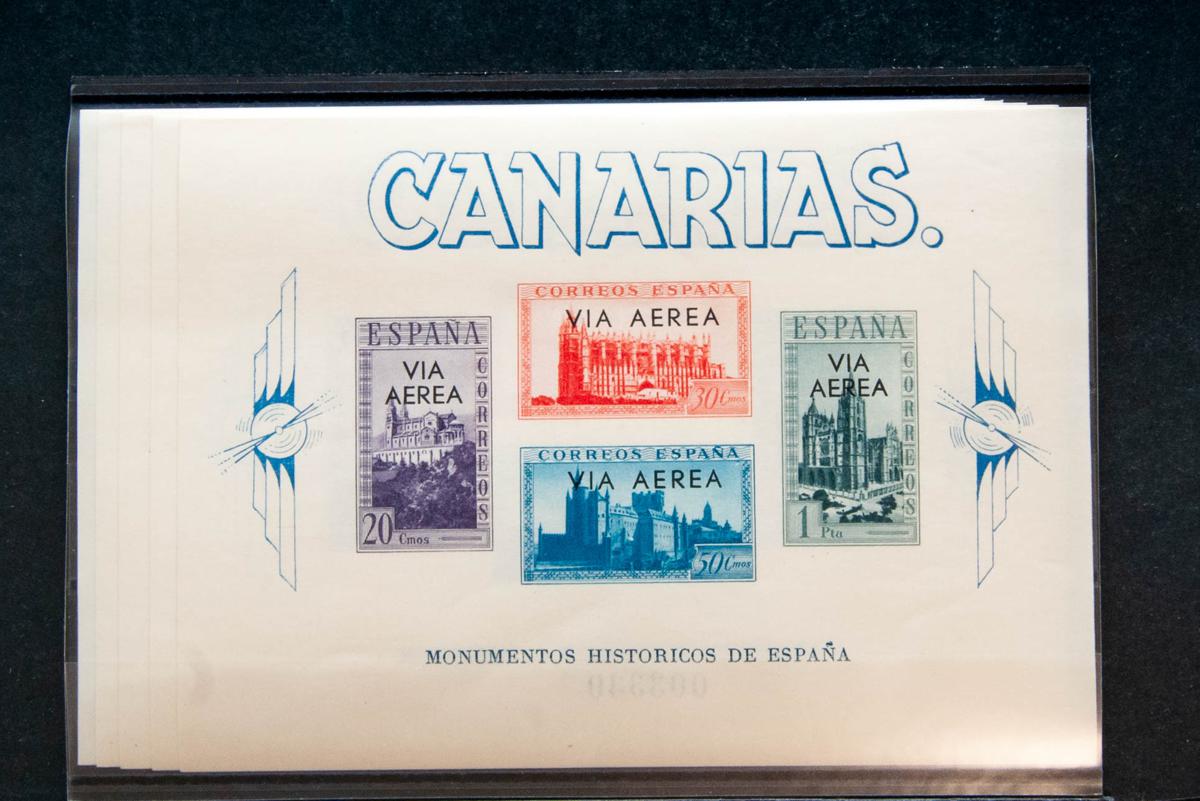 CANARIAS.
ESPAÑA
CORREOS
VIA
AEREA
20 Cmos
CORREOS ESPAÑA
VIA AEREA
30 Cmos
CORREOS ESPAÑA
VIA AEREA
50 Cmos
ESPAÑA
CORREOS
VIA
AEREA
1 Pta
MONUMENTOS HISTORICOS DE ESPAÑA